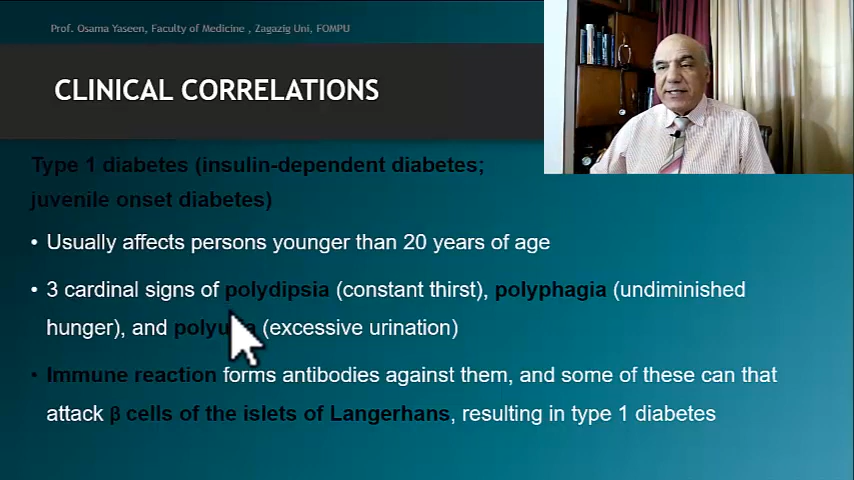 Prof. Osama Yaseen, Faculty of Medicine , Zagazig Uni, FOMPU
CLINICAL CORRELATIONS
Type 1 diabetes (insulin-dependent diabetes;
juvenile onset diabetes)
• Usually affects persons younger than 20 years of age
• 3 cardinal signs of polydipsia (constant thirst), polyphagia (undiminished
hunger), and (excessive urination)
• Immune reaction forms antibodies against them, and some of these can that
attack β cells of the islets of Langerhans, resulting in type 1 diabetes